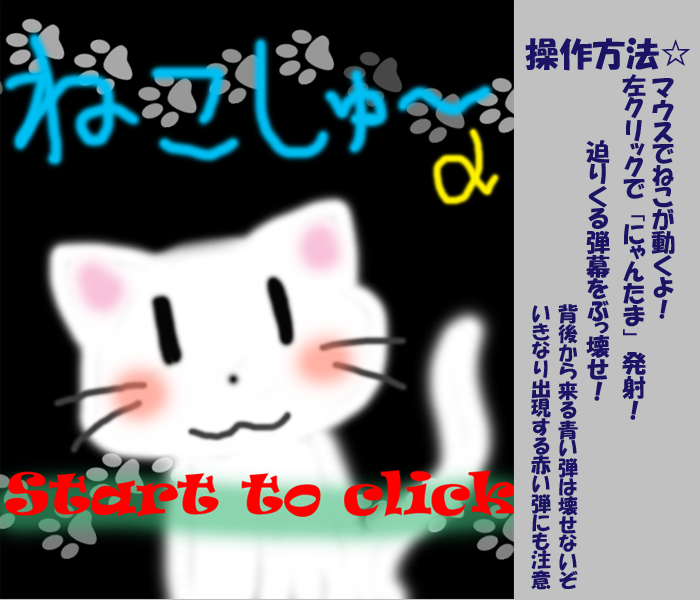 ねこしゅ～
α
Start to click
操作方法☆
マウスでねこが動くよ！
左クリックで「にゃんたま」発射！
迫りくる弾幕をぶっ壊せ！
背後から来る青い弾は壊せないぞ
いきなり出現する赤い弾にも注意